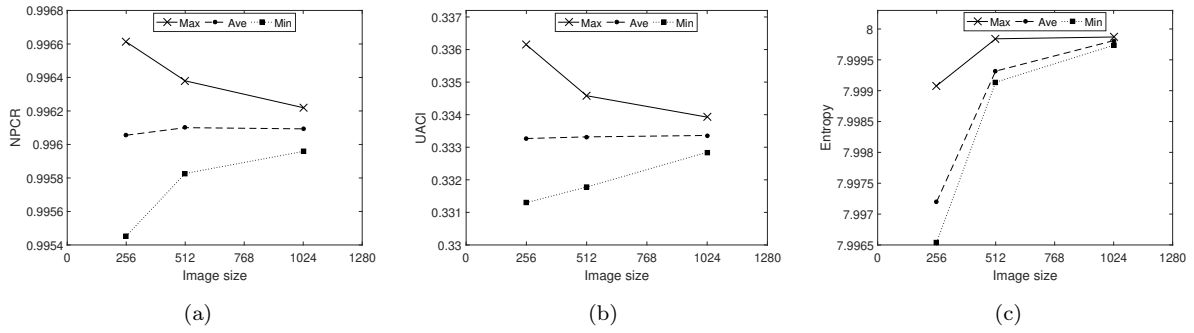 0.9968
0.9966
0.9964
0.9962
0.996
0.9958
0.9956
0.9954
NPCR
Max Ave Min
0 256 512 768 1024 1280
Image size
(a)
0.337
0.336
0.335
0.334
0.333
0.332
0.331
0.33
UACI
Max Ave Min
0 256 512 768 1024 1280
Image size
(b)
8
7.9995
7.999
7.9985
7.998
7.9975
7.997
7.9965
Entropy
Max Ave Min
0 256 512 768 1024 1280
Image size
(c)